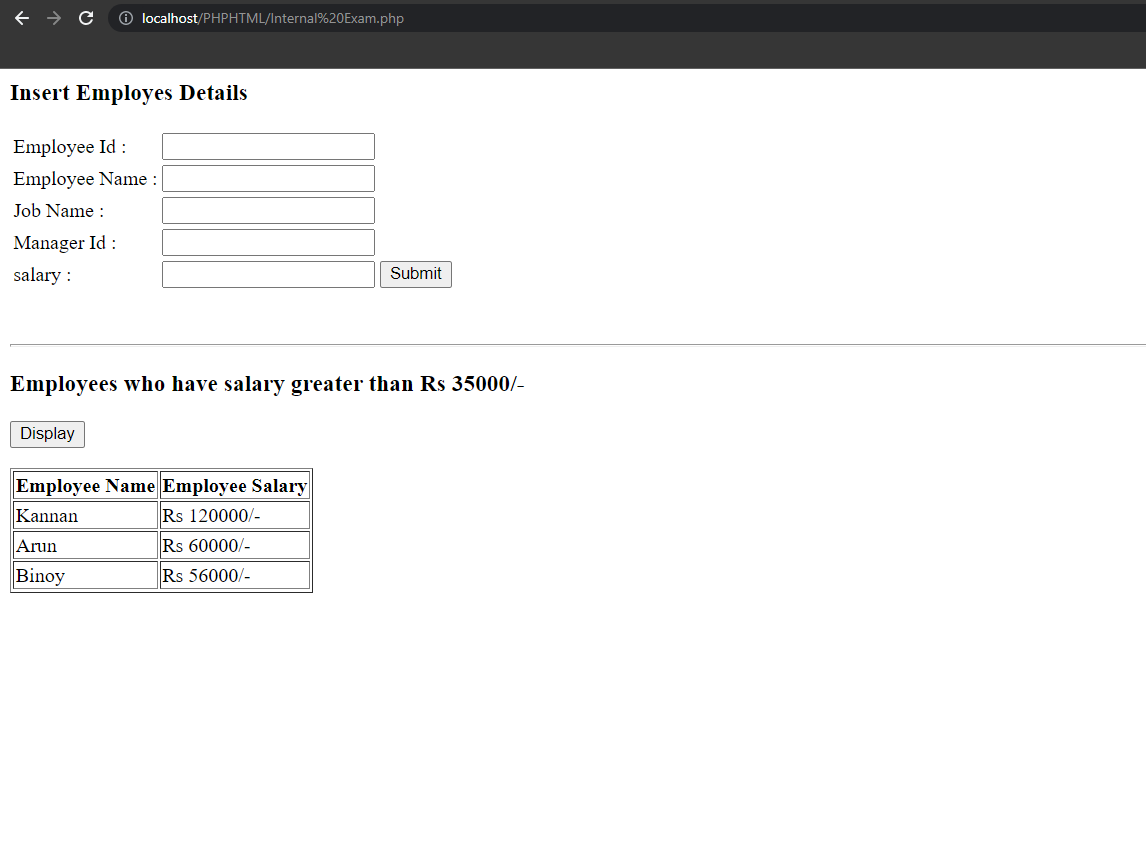 localhost/PHPHTML/Internal%20Exam.php
Insert Employes Details
Employee Id :
Employee Name :
Job Name :
Manager Id :
salary : Submit
Employees who have salary greater than Rs 35000/-
Display
Employee Name Employee Salary
Kannan Rs 120000/-
Arun Rs 60000/-
Binoy Rs 56000/-